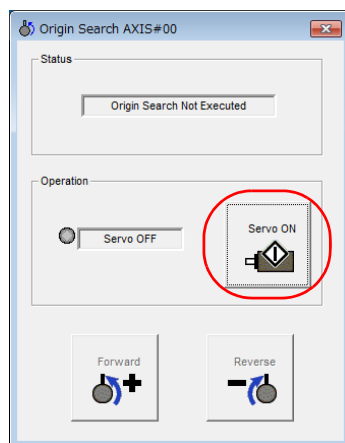 Origin Search AXIS#00
Status
Origin Search Not Executed
Operation
Servo OFF
Servo ON
Forward
Reverse